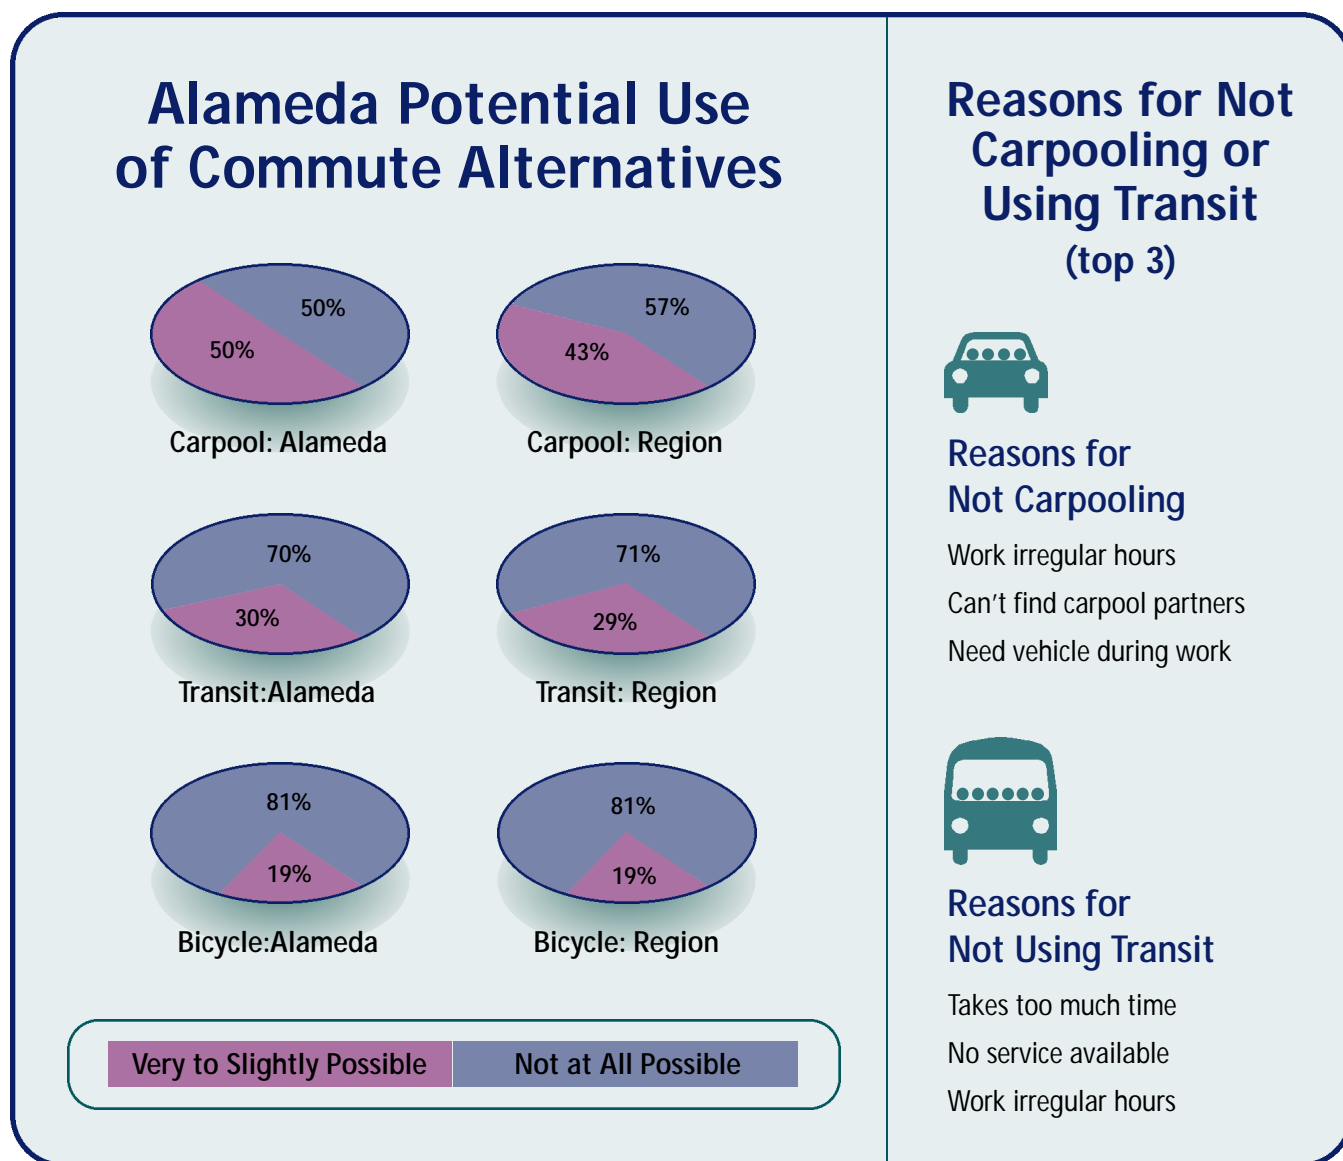 Alameda Potential Use
of Commute Alternatives
50%
50%
Carpool: Alameda
57%
43%
Carpool: Region
70%
30%
Transit:Alameda
71%
29%
Transit: Region
81%
19%
Bicycle:Alameda
81%
19%
Bicycle: Region
Very to Slightly Possible
Not at All Possible
Reasons for Not
Carpooling or
Using Transit
(top 3)
Reasons for
Not Carpooling
Work irregular hours
Can't find carpool partners
Need vehicle during work
Reasons for
Not Using Transit
Takes too much time
No service available
Work irregular hours